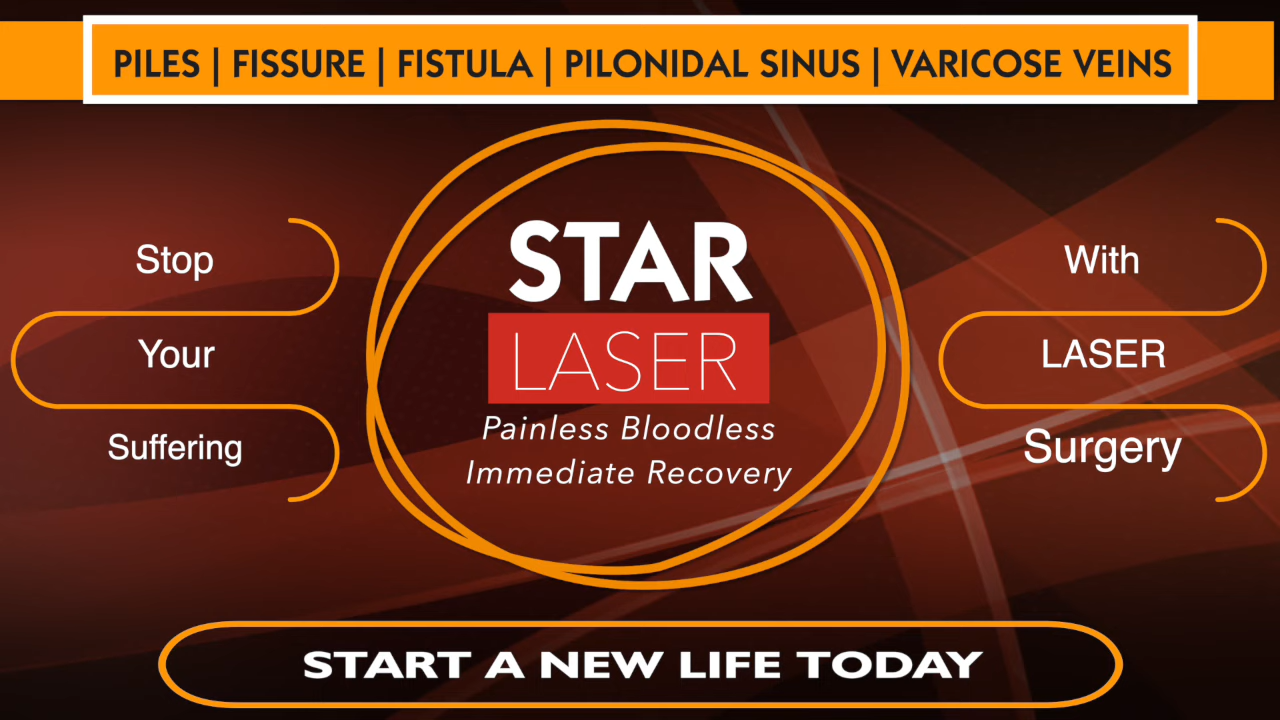 PILES | FISSURE | FISTULA | PILONIDAL SINUS | VARICOSE VEINS
Stop
Your
Suffering
STAR
LASER
Painless Bloodless
Immediate Recovery
With
LASER
Surgery
START A NEW LIFE TODAY